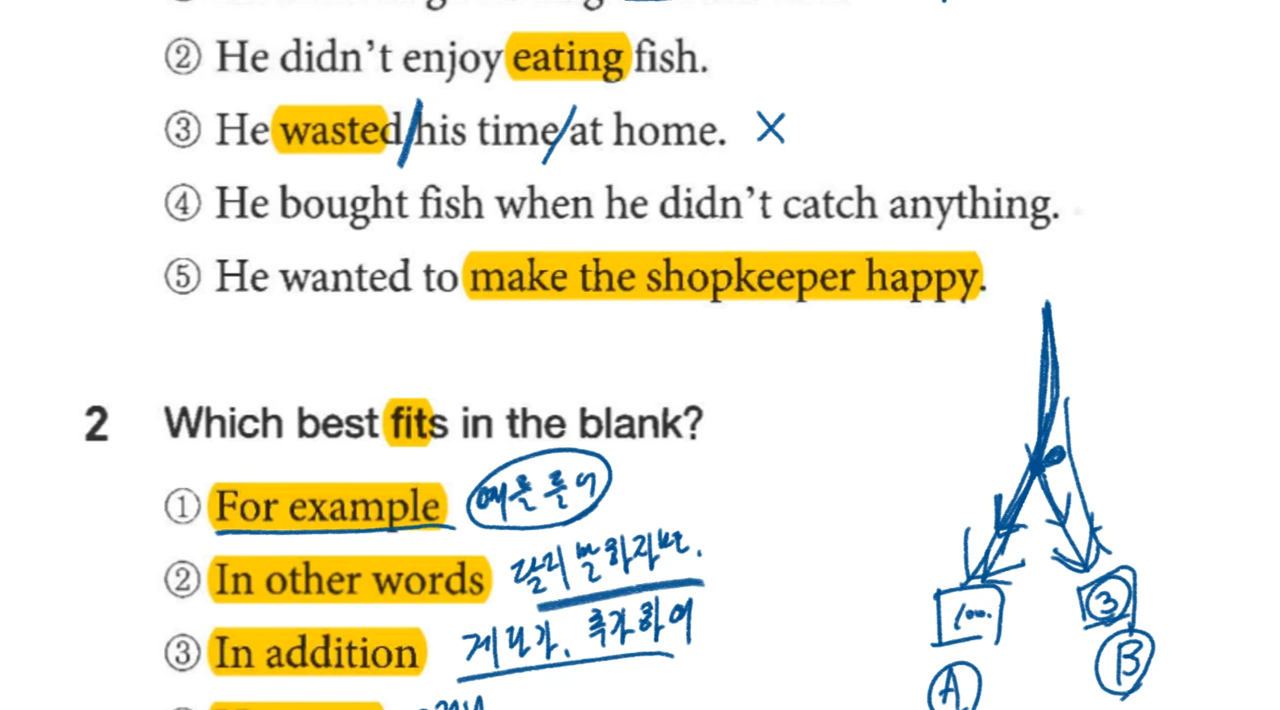 ② He didn't enjoy eating fish.
③ He wasted his time at home. ×
④ He bought fish when he didn't catch anything.
⑤ He wanted to make the shopkeeper happy.
2 Which best fits in the blank?
① For example 예를 들어
② In other words 달리 말하자면.
③ In addition 게다가, 추가하여
100. ③
A B